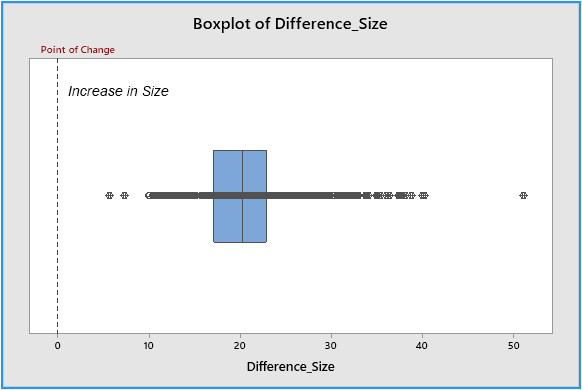 Boxplot of Difference_Size
Point of Change
Increase in Size
0 10 20 30 40 50
Difference_Size